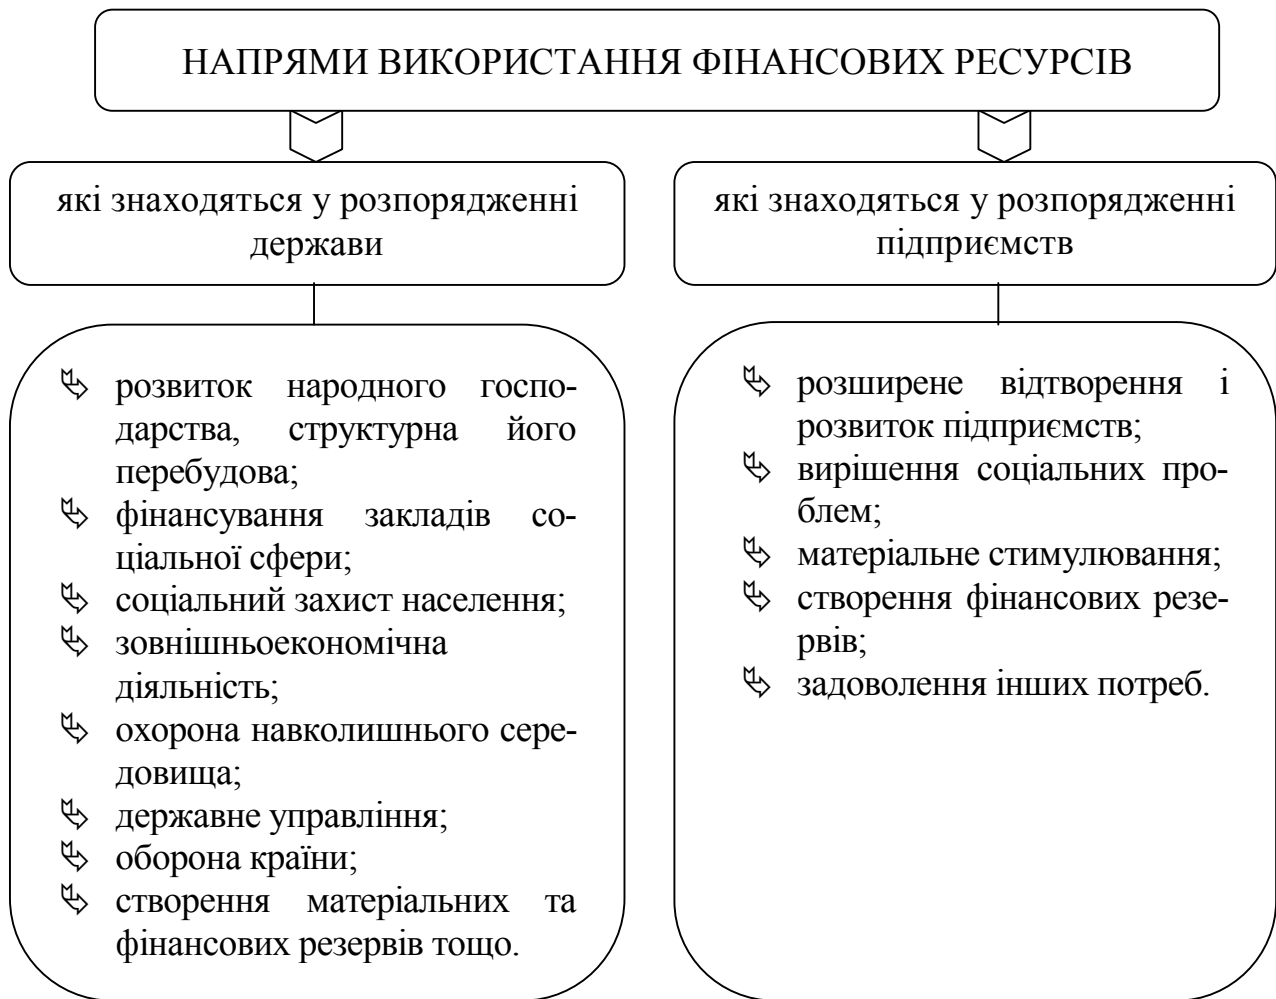 НАПРЯМИ ВИКОРИСТАННЯ ФІНАНСОВИХ РЕСУРСІВ
які знаходяться у розпорядженні
держави
розвиток народного госпо-
дарства, структурна його
перебудова;
фінансування закладів со-
ціальної сфери;
соціальний захист населення;
зовнішньоекономічна
діяльність;
охорона навколишнього сере-
довища;
державне управління;
оборона країни;
створення матеріальних та
фінансових резервів тощо.
які знаходяться у розпорядженні
підприємств
розширене відтворення і
розвиток підприємств;
вирішення соціальних про-
блем;
матеріальне стимулювання;
створення фінансових резе-
рвів;
задоволення інших потреб.